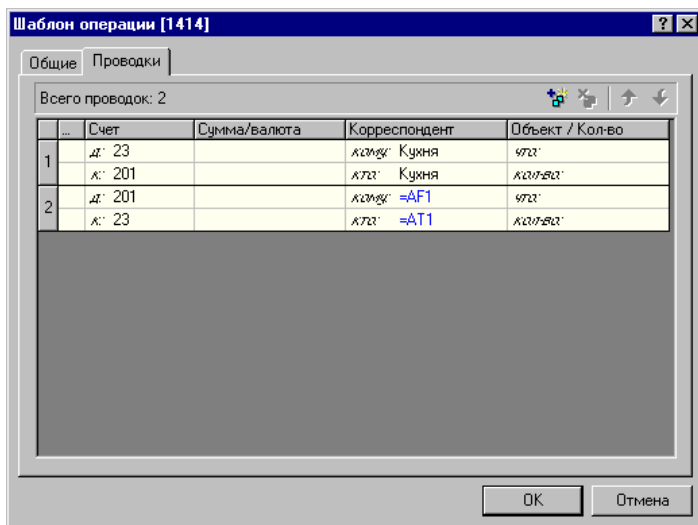 Шаблон операции [1414]
Общие Проводки
Всего проводок: 2
... Счет Сумма/валюта Корреспондент Объект / Кол-во
1 д: 23 кому: Кухня что:
к: 201 кто: Кухня кол-во:
2 д: 201 кому: =AF1 что:
к: 23 кто: =AT1 кол-во:
OK Отмена